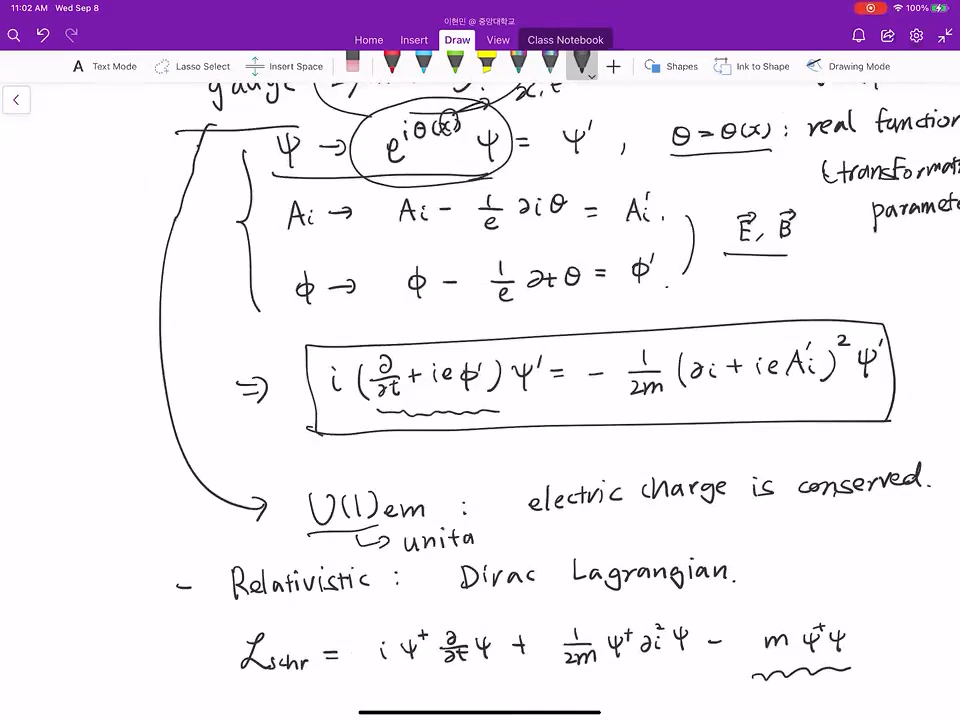 11:02 AM Wed Sep 8
100%
이현민 @ 중앙대학교
Home Insert Draw View Class Notebook
Text Mode Lasso Select Insert Space Shapes Ink to Shape Drawing Mode
gauge
x, t
ψ → e^{iθ(x)} ψ = ψ' , θ = θ(x) : real function
(transformat
paramete
Ai → Ai - 1/e ∂iθ = Ai'.
E⃗, B⃗
ϕ → ϕ - 1/e ∂tθ = ϕ'.
⇒ i (∂/∂t + ieϕ') ψ' = - 1/2m (∂i + ieAi')² ψ'
U(1)em : electric charge is conserved.
↳ unita
- Relativistic : Dirac Lagrangian.
ℒschr = i ψ† ∂/∂t ψ + 1/2m ψ† ∂i² ψ - m ψ†ψ